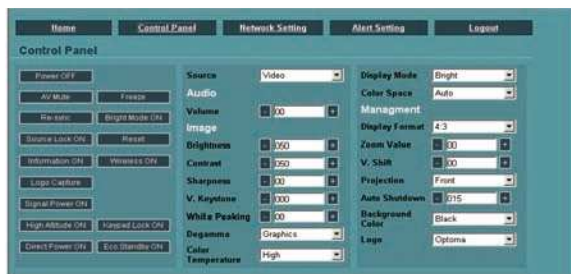 Home Control Panel Network Setting Alert Setting Logout
Control Panel
Power OFF
AV Mute Freeze
Re-sync Bright Mode ON
Source Lock ON Reset
Information ON Wireless ON
Logo Capture
Signal Power ON
High Altitude ON Keypad Lock ON
Direct Power ON Eco.Standby ON
Source Video
Audio
Volume 00
Image
Brightness 050
Contrast 050
Sharpness 00
V. Keystone 000
White Peaking 00
Degamma Graphics
Color
Temperature High
Display Mode Bright
Color Space Auto
Managment
Display Format 4:3
Zoom Value 00
V. Shift 00
Projection Front
Auto Shutdown 015
Background
Color Black
Logo Optoma